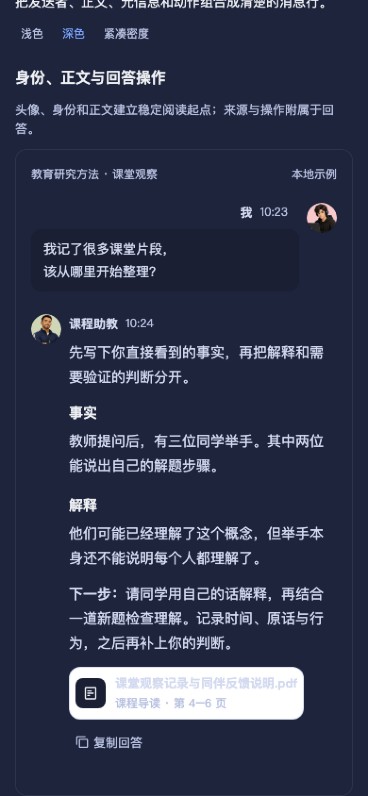 把发送者、正文、元信息和动作组合成清楚的消息行。
浅色 深色 紧凑密度
身份、正文与回答操作
头像、身份和正文建立稳定阅读起点；来源与操作附属于回
答。
教育研究方法 · 课堂观察 本地示例
我 10:23
我记了很多课堂片段，
该从哪里开始整理？
课程助教 10:24
先写下你直接看到的事实，再把解释和需
要验证的判断分开。
事实
教师提问后，有三位同学举手。其中两位
能说出自己的解题步骤。
解释
他们可能已经理解了这个概念，但举手本
身还不能说明每个人都理解了。
下一步：请同学用自己的话解释，再结合
一道新题检查理解。记录时间、原话与行
为，之后再补上你的判断。
课堂观察记录与同伴反馈说明.pdf
课程导读 · 第 4–6 页
复制回答